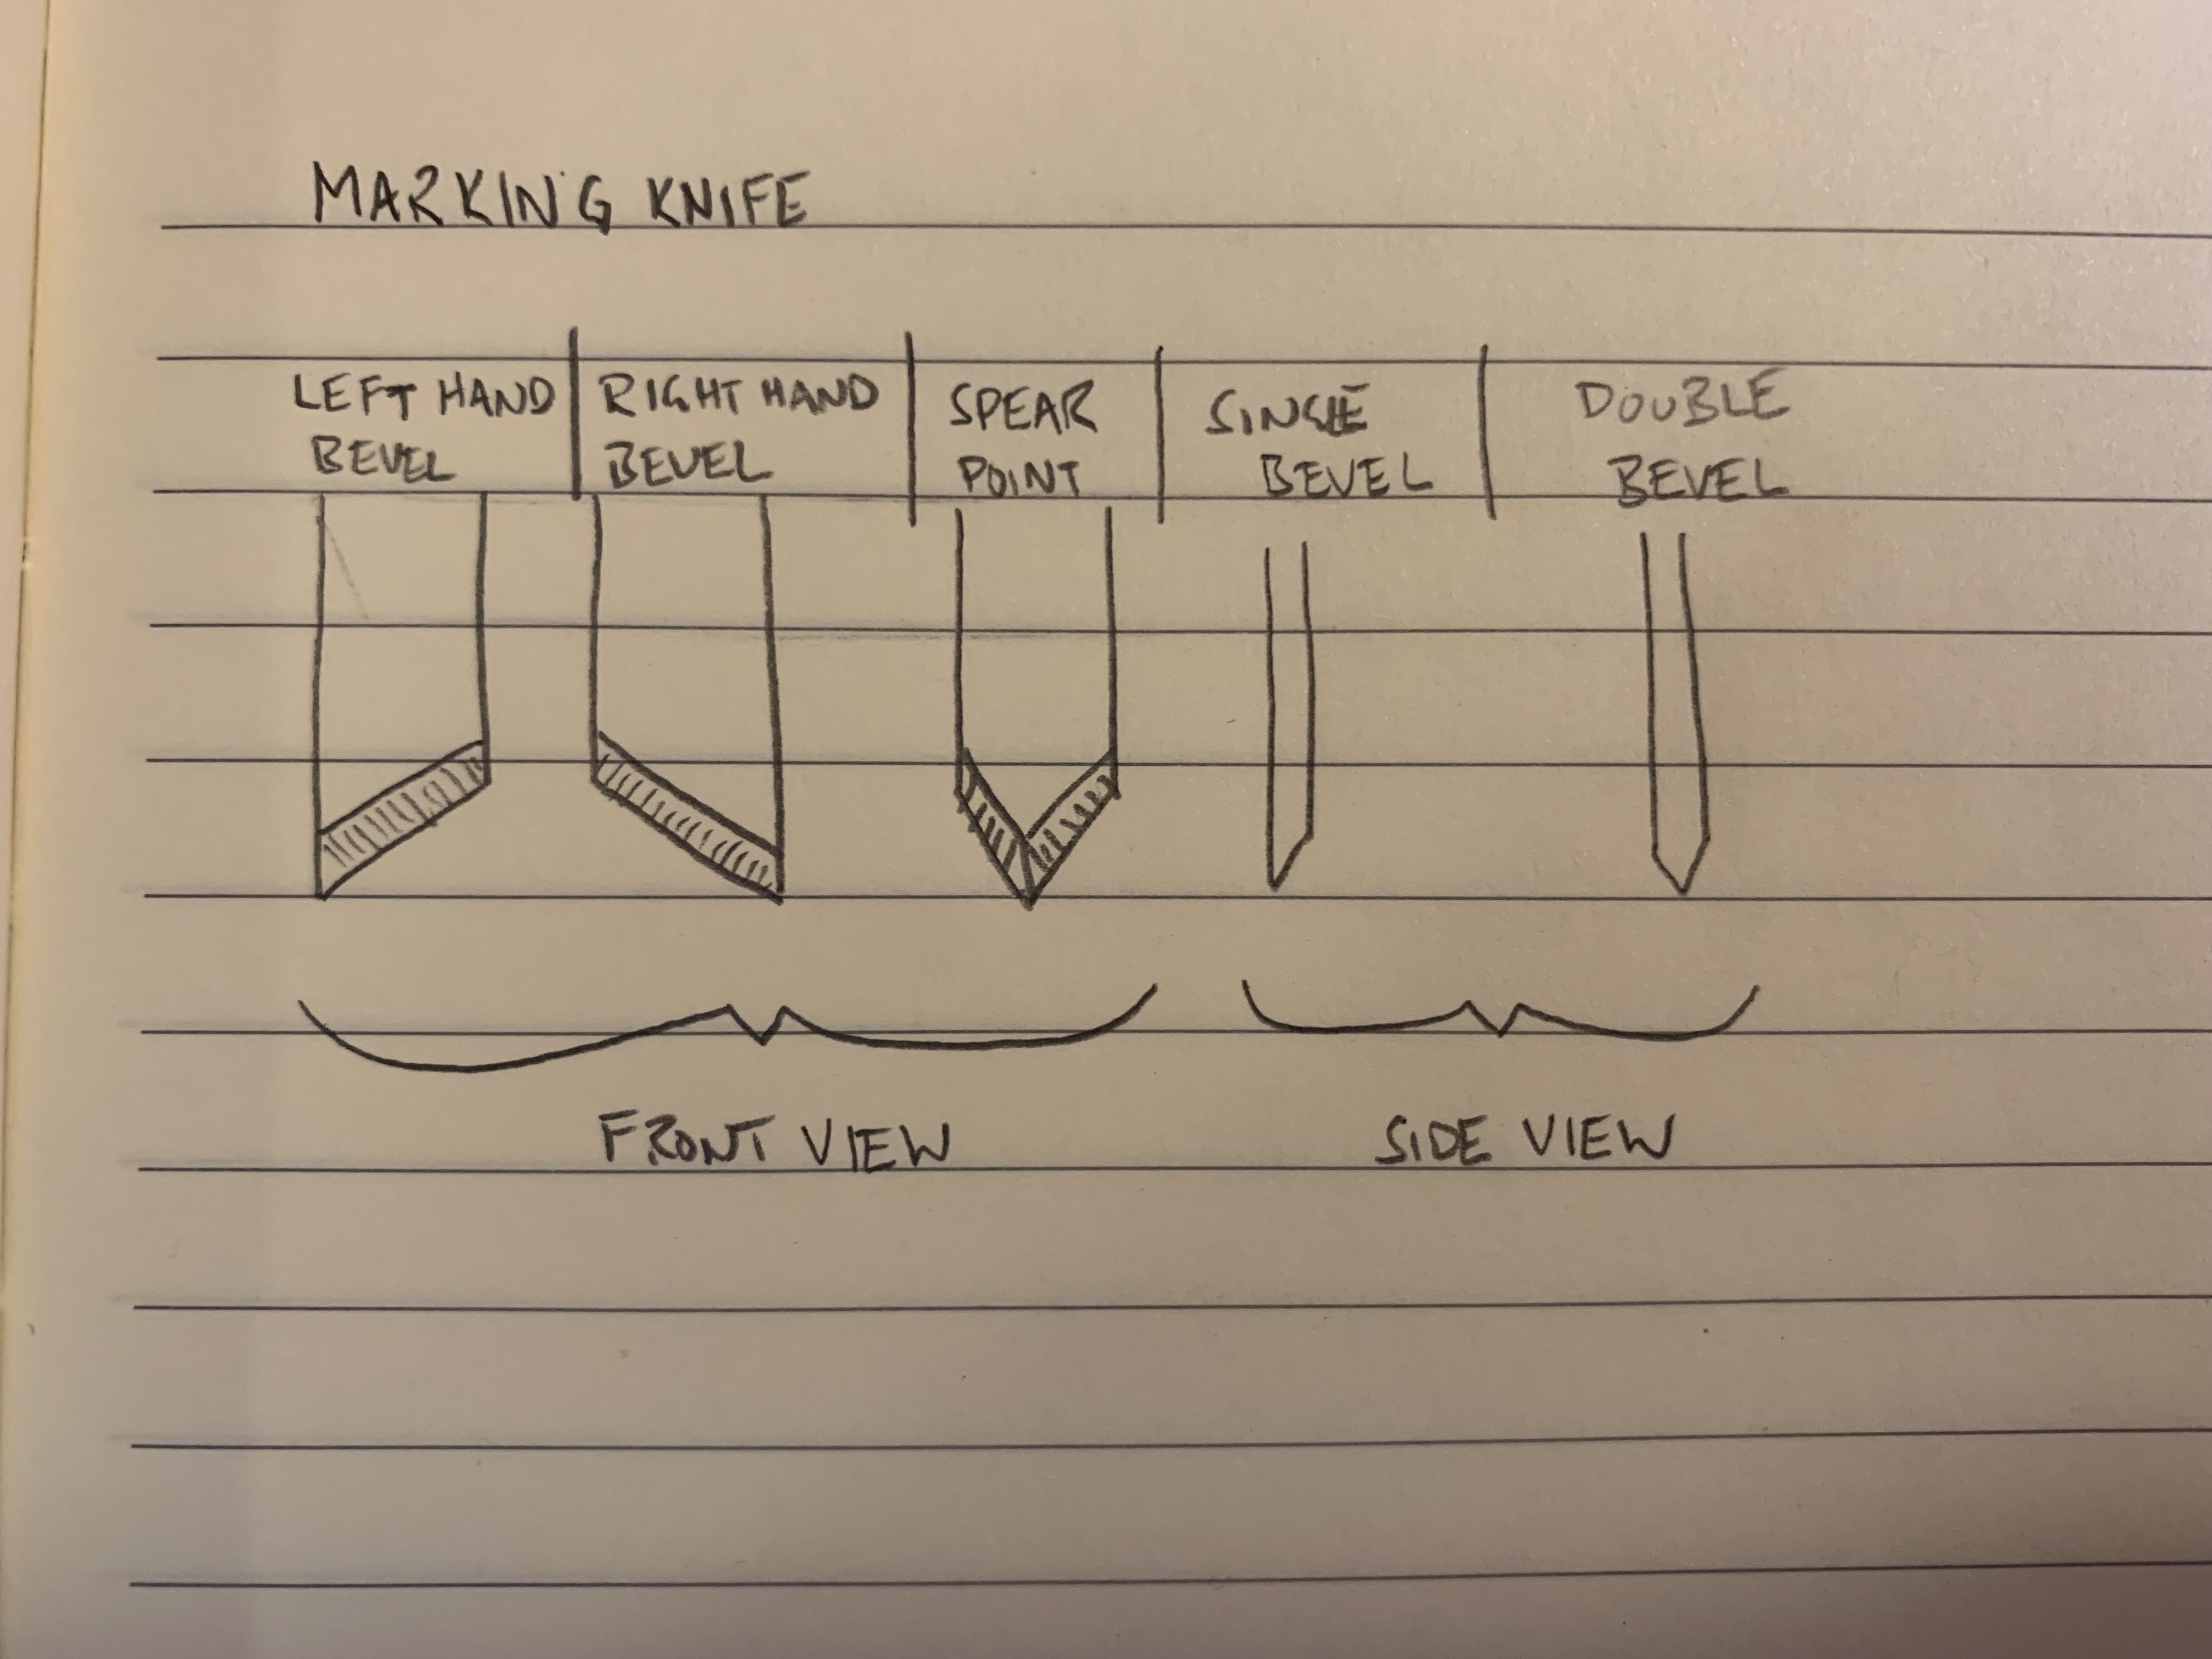 MARKING KNIFE
LEFT HAND
BEVEL
RIGHT HAND
BEVEL
SPEAR
POINT
SINGLE
BEVEL
DOUBLE
BEVEL
FRONT VIEW
SIDE VIEW